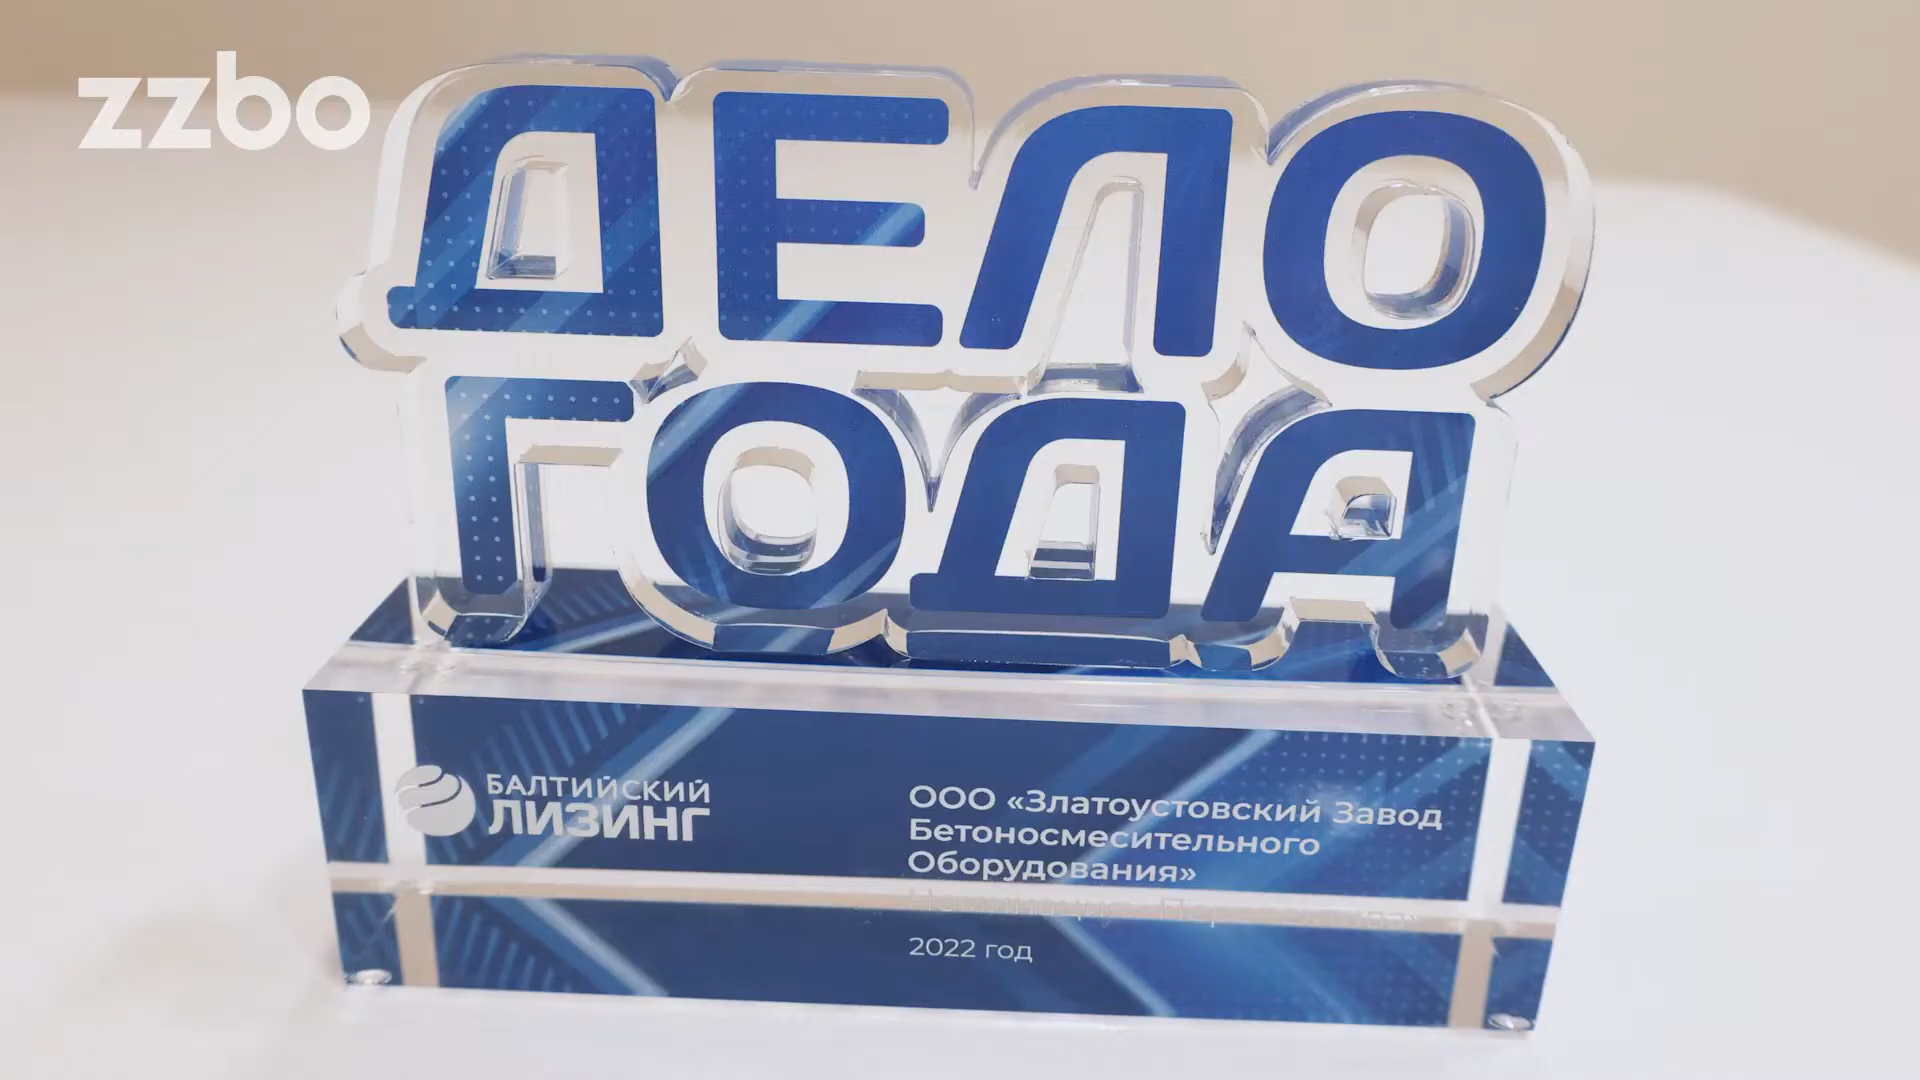 zzbo
ДЕЛО
ГОДА
БАЛТИЙСКИЙ
ЛИЗИНГ
ООО «Златоустовский Завод
Бетоносмесительного
Оборудования»
2022 год